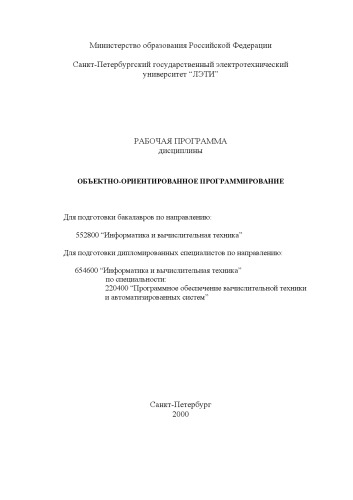 Министерство образования Российской Федерации
Санкт-Петербургский государственный электротехнический
университет “ЛЭТИ”
РАБОЧАЯ ПРОГРАММА
дисциплины
ОБЪЕКТНО-ОРИЕНТИРОВАННОЕ ПРОГРАММИРОВАНИЕ
Для подготовки бакалавров по направлению:
552800 “Информатика и вычислительная техника”
Для подготовки дипломированных специалистов по направлению:
654600 “Информатика и вычислительная техника”
по специальности:
220400 “Программное обеспечение вычислительной техники
и автоматизированных систем”
Санкт-Петербург
2000